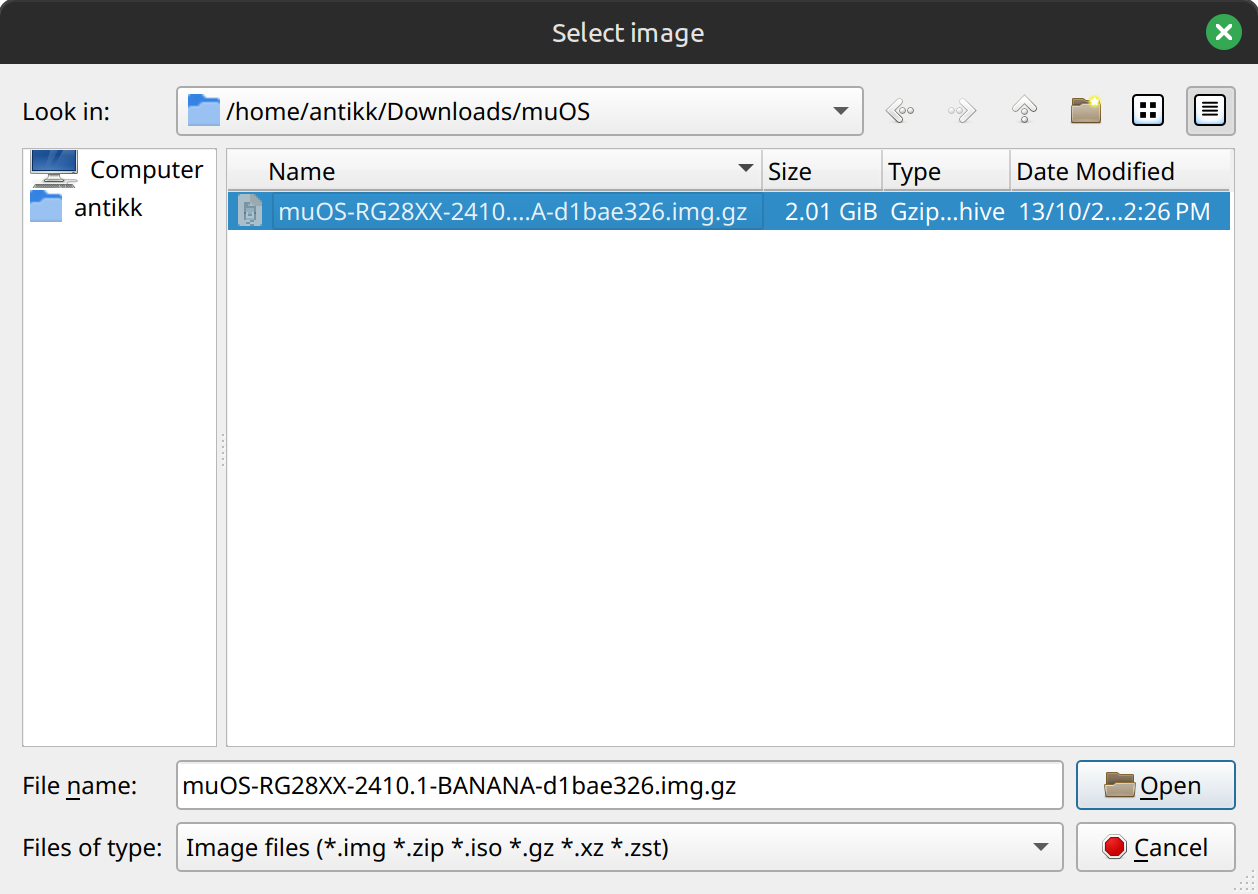 Select image
Look in: /home/antikk/Downloads/muOS
Computer
antikk
Name Size Type Date Modified
muOS-RG28XX-2410....A-d1bae326.img.gz 2.01 GiB Gzip...hive 13/10/2...2:26 PM
File name: muOS-RG28XX-2410.1-BANANA-d1bae326.img.gz Open
Files of type: Image files (*.img *.zip *.iso *.gz *.xz *.zst) Cancel